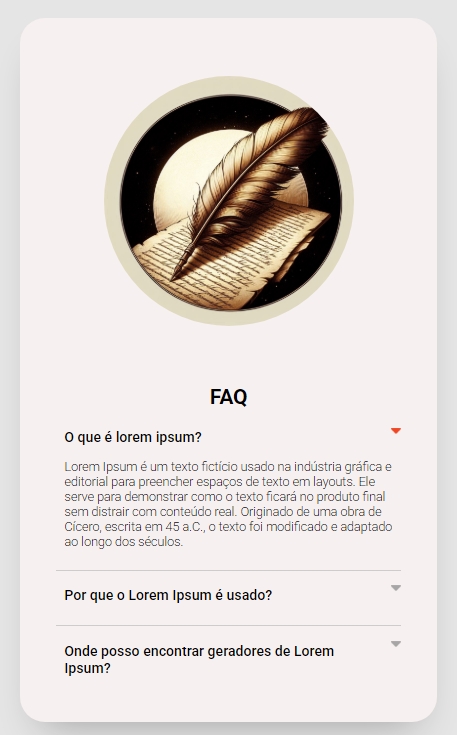 FAQ
O que é lorem ipsum?
Lorem Ipsum é um texto fictício usado na indústria gráfica e
editorial para preencher espaços de texto em layouts. Ele
serve para demonstrar como o texto ficará no produto final
sem distrair com conteúdo real. Originado de uma obra de
Cícero, escrita em 45 a.C., o texto foi modificado e adaptado
ao longo dos séculos.
Por que o Lorem Ipsum é usado?
Onde posso encontrar geradores de Lorem
Ipsum?